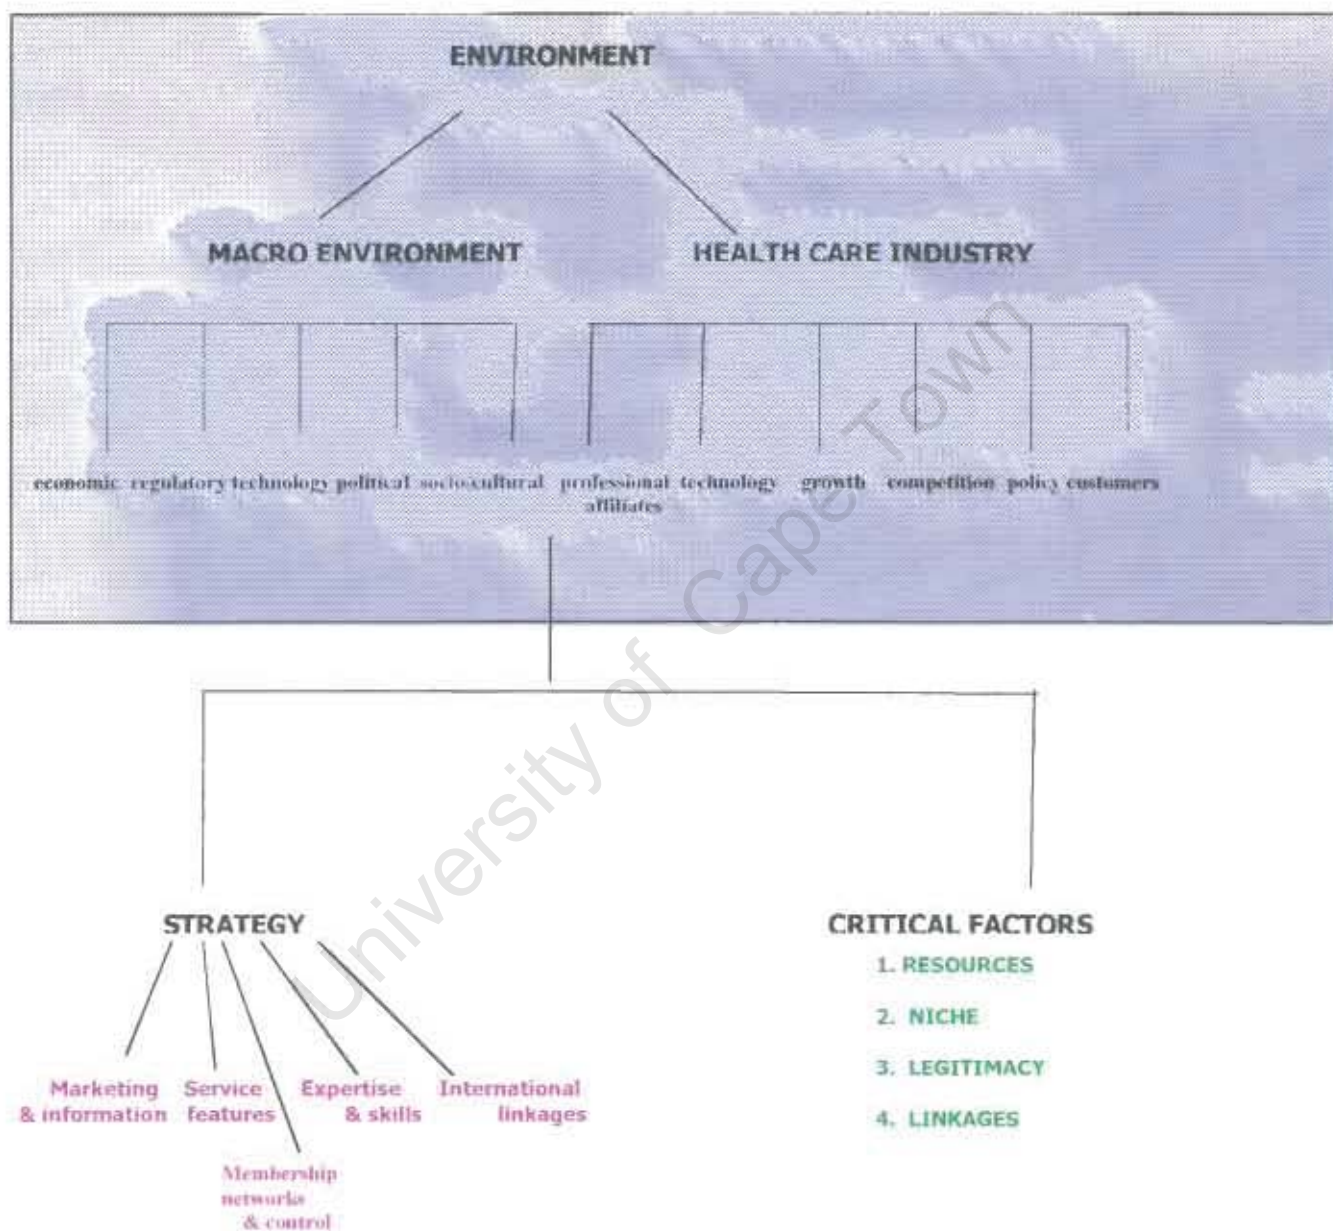 ENVIRONMENT
MACRO ENVIRONMENT HEALTH CARE INDUSTRY
economic regulatory technology political socio-cultural professional technology growth competition policy customers
affiliates
STRATEGY CRITICAL FACTORS
1. RESOURCES
2. NICHE
3. LEGITIMACY
4. LINKAGES
Marketing Service Expertise International
& information features & skills linkages
Membership
networks
& control
University of Cape Town